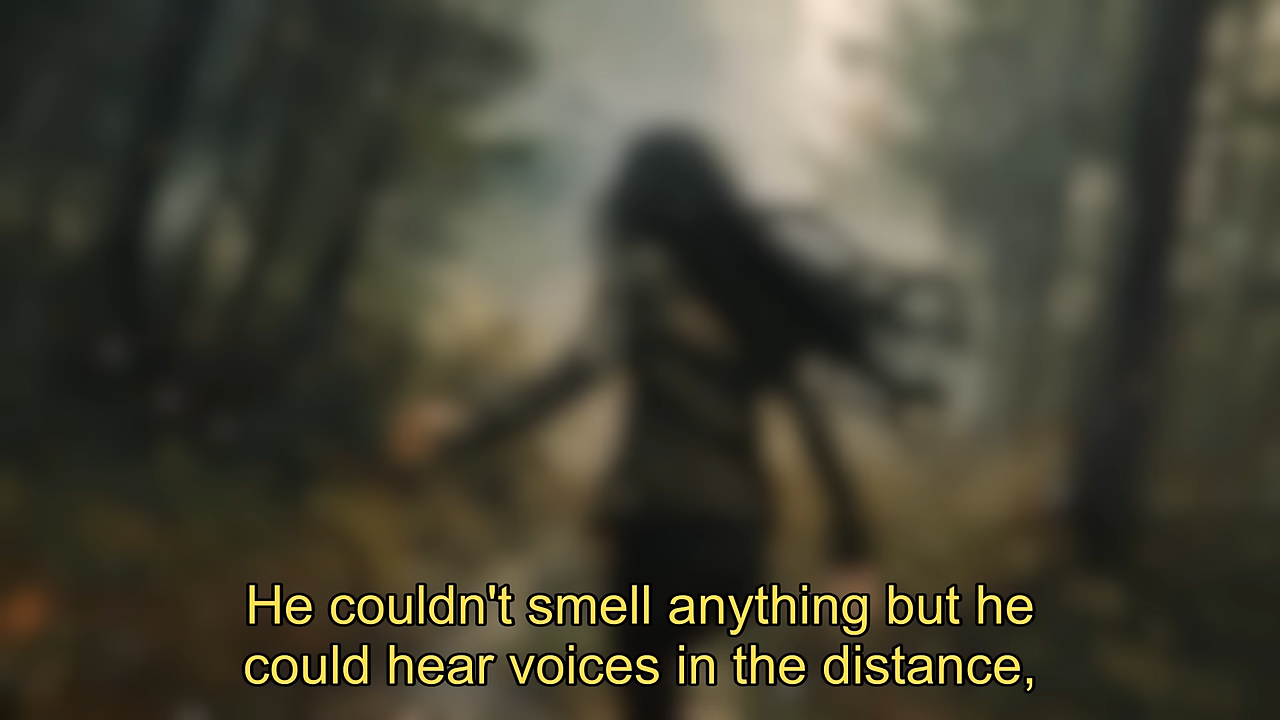 He couldn't smell anything but he
could hear voices in the distance,